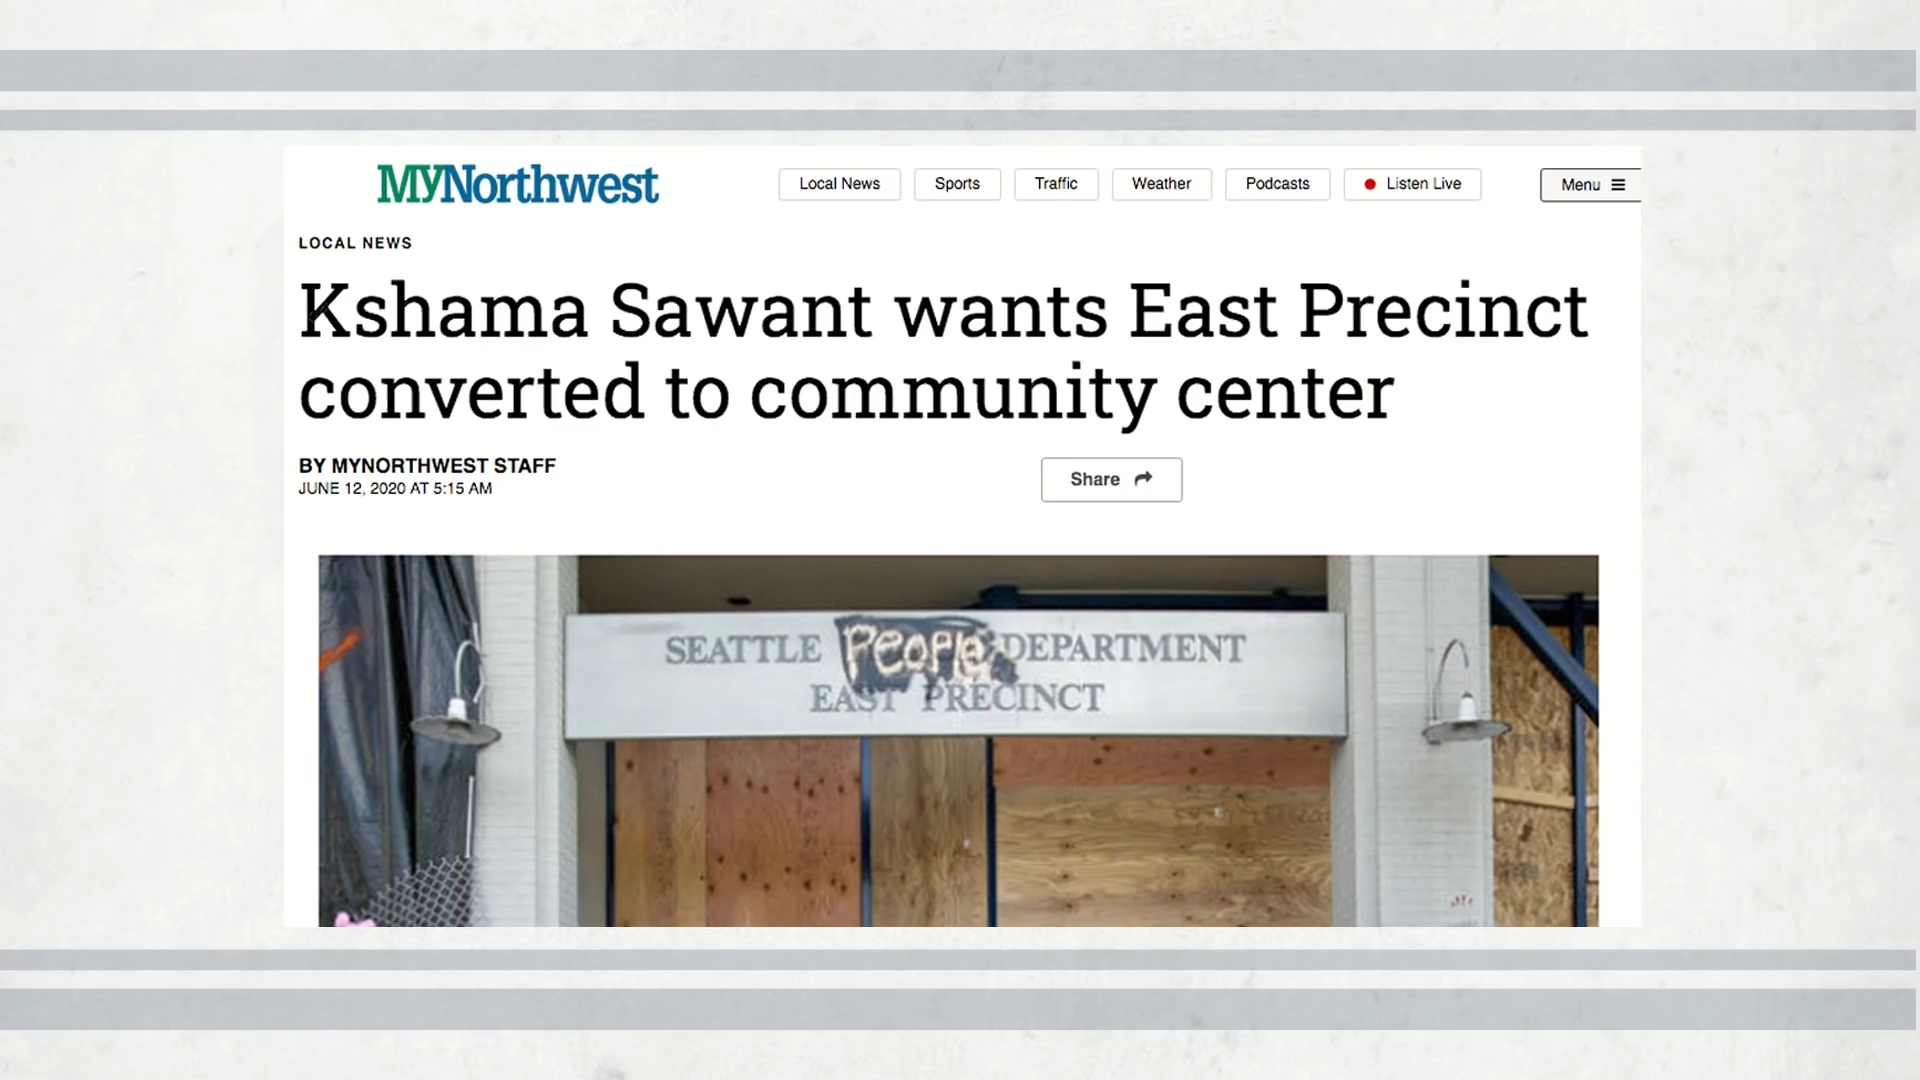 MyNorthwest
Local News
Sports
Traffic
Weather
Podcasts
Listen Live
Menu
LOCAL NEWS
Kshama Sawant wants East Precinct
converted to community center
BY MYNORTHWEST STAFF
JUNE 12, 2020 AT 5:15 AM
Share
SEATTLE PEOPLE DEPARTMENT
EAST PRECINCT